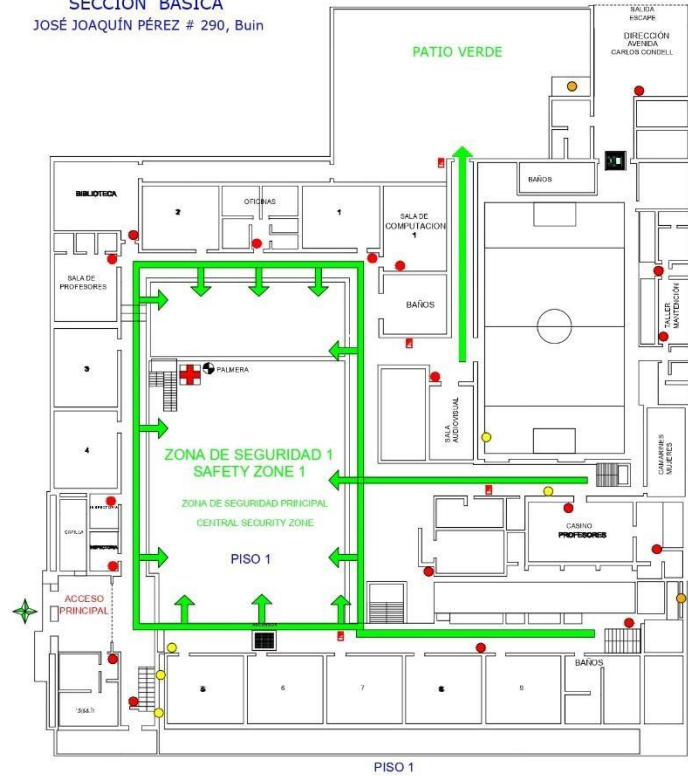 SECCIÓN BÁSICA
JOSÉ JOAQUÍN PÉREZ # 290, Buin
SALIDA
ESCAPE
DIRECCIÓN
AVENIDA
CARLOS CONDELL
PATIO VERDE
BIBLIOTECA
2
OFICINAS
1
SALA DE
COMPUTACION
1
BAÑOS
SALA DE
PROFESORES
BAÑOS
TALLER
MANTENCIÓN
3
PALMERA
4
SALA
AUDIOVISUAL
CAMARINES
MUJERES
ZONA DE SEGURIDAD 1
SAFETY ZONE 1
ZONA DE SEGURIDAD PRINCIPAL
CENTRAL SECURITY ZONE
PISO 1
CAPILLA
INSPECTORIA
CASINO
PROFESORES
ACCESO
PRINCIPAL
5
6
7
8
9
BAÑOS
PISO 1